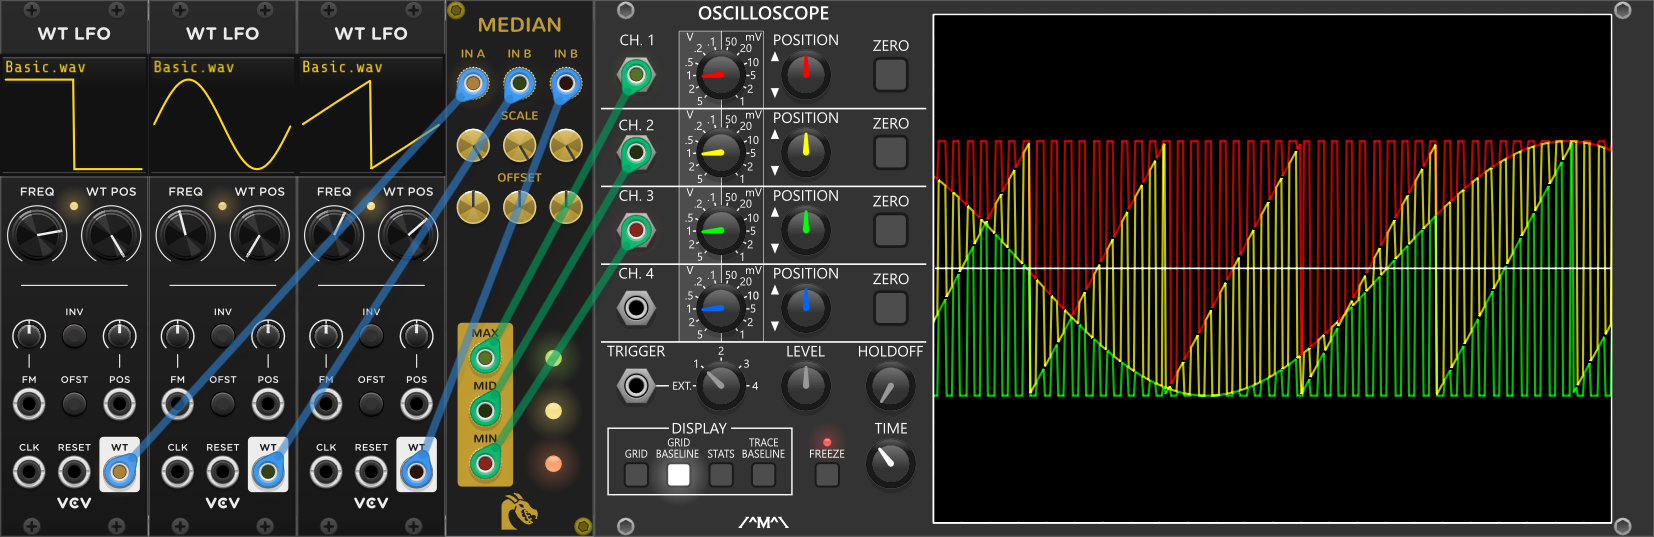 WT LFO
Basic.wav
FREQ WT POS
INV
FM OFST POS
CLK RESET WT
VCV
WT LFO
Basic.wav
FREQ WT POS
INV
FM OFST POS
CLK RESET WT
VCV
WT LFO
Basic.wav
FREQ WT POS
INV
FM OFST POS
CLK RESET WT
VCV
MEDIAN
IN A IN B IN B
SCALE
OFFSET
MAX
MID
MIN
OSCILLOSCOPE
CH. 1 V .1 50 mV POSITION ZERO
.2 20
.5 10
1 5
2 2
5 1
CH. 2 V .1 50 mV POSITION ZERO
.2 20
.5 10
1 5
2 2
5 1
CH. 3 V .1 50 mV POSITION ZERO
.2 20
.5 10
1 5
2 2
5 1
CH. 4 V .1 50 mV POSITION ZERO
.2 20
.5 10
1 5
2 2
5 1
TRIGGER 2 LEVEL HOLDOFF
1 3
EXT. 4
DISPLAY TIME
GRID GRID BASELINE STATS TRACE BASELINE FREEZE
/^M^\